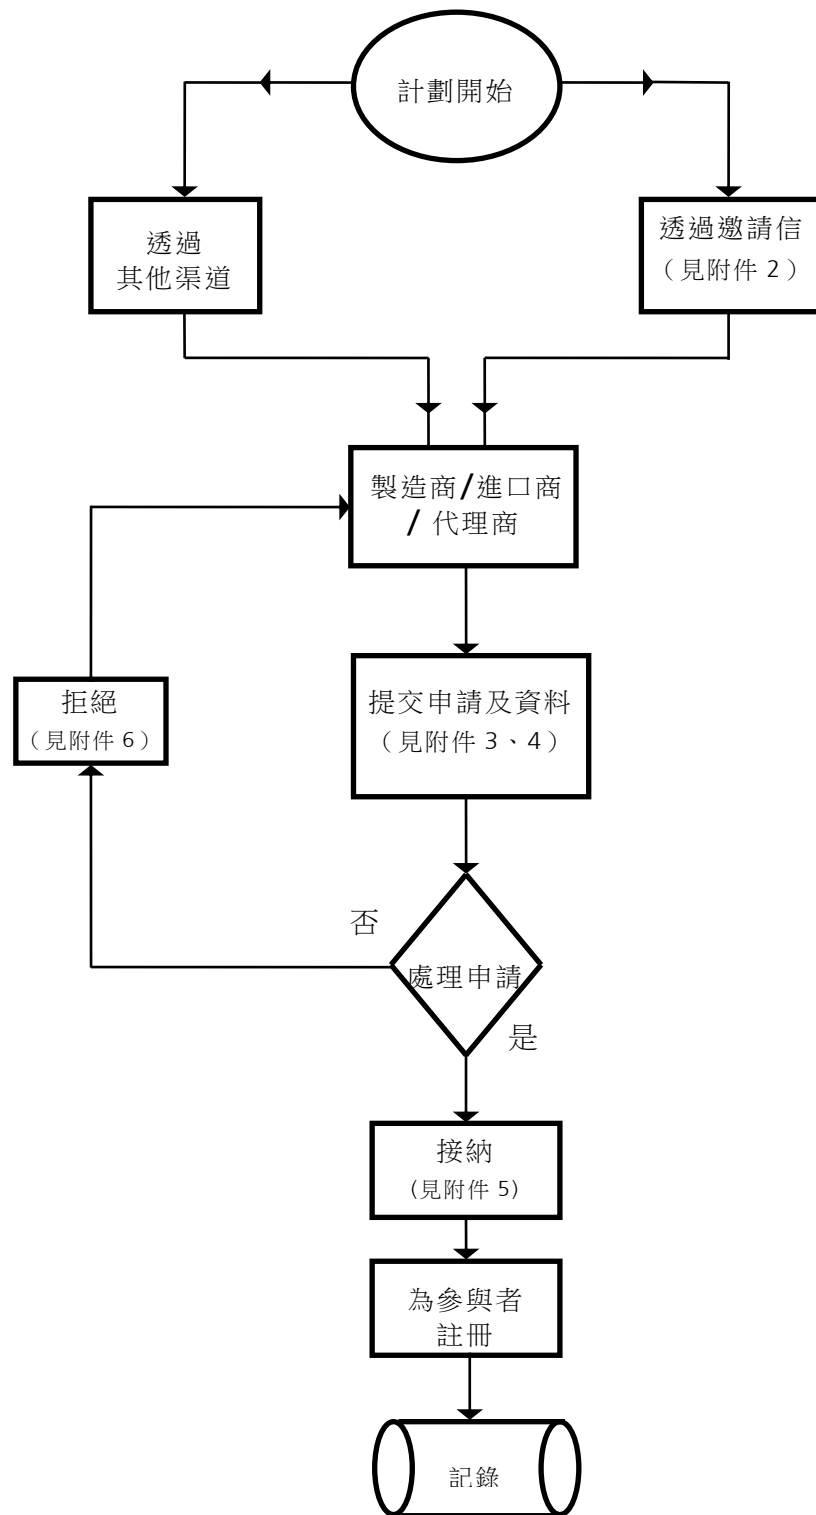 計劃開始
透過
其他渠道
透過邀請信
（見附件 2）
製造商/進口商
/ 代理商
拒絕
（見附件 6）
提交申請及資料
（見附件 3、4）
否
處理申請
是
接納
(見附件 5)
為參與者
註冊
記錄